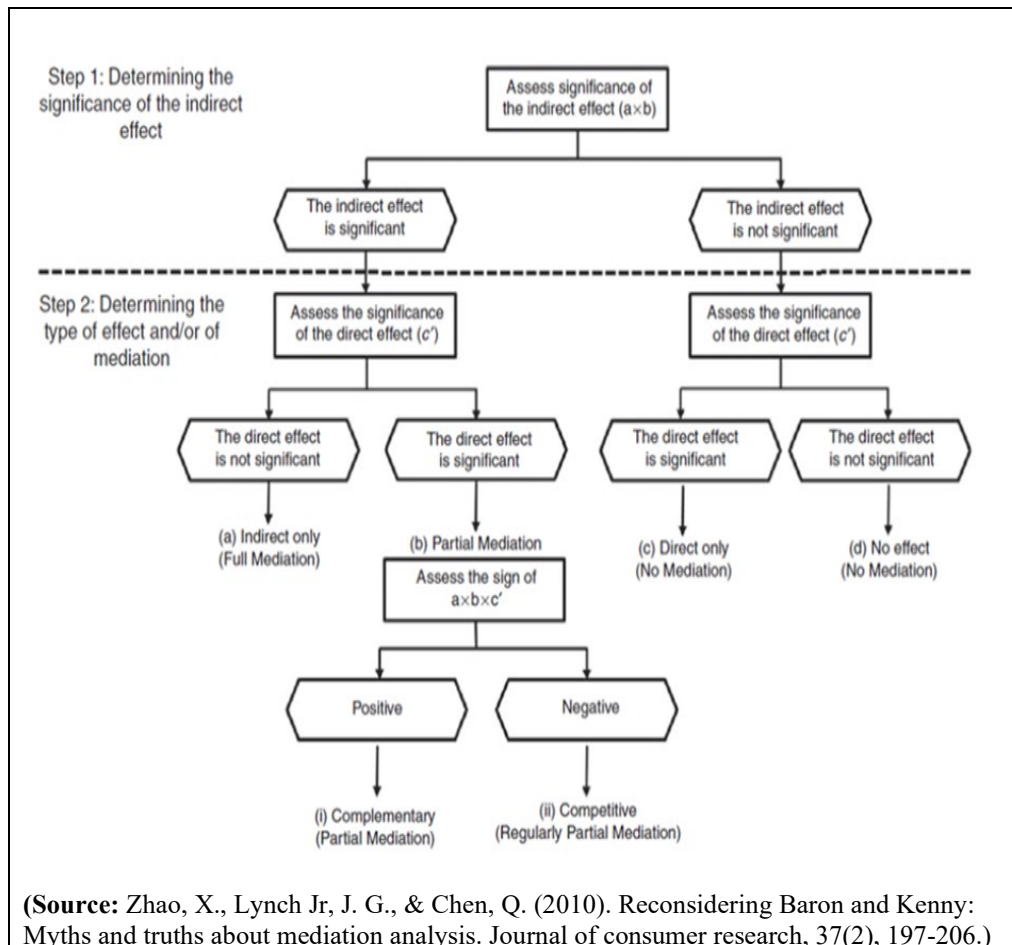 Step 1: Determining the
significance of the indirect
effect
Assess significance of
the indirect effect (a×b)
The indirect effect
is significant
The indirect effect
is not significant
Step 2: Determining the
type of effect and/or of
mediation
Assess the significance
of the direct effect (c′)
Assess the significance
of the direct effect (c′)
The direct effect
is not significant
The direct effect
is significant
The direct effect
is significant
The direct effect
is not significant
(a) Indirect only
(Full Mediation)
(b) Partial Mediation
(c) Direct only
(No Mediation)
(d) No effect
(No Mediation)
Assess the sign of
a×b×c′
Positive
Negative
(i) Complementary
(Partial Mediation)
(ii) Competitive
(Regularly Partial Mediation)
(Source: Zhao, X., Lynch Jr, J. G., & Chen, Q. (2010). Reconsidering Baron and Kenny:
Myths and truths about mediation analysis. Journal of consumer research, 37(2), 197-206.)